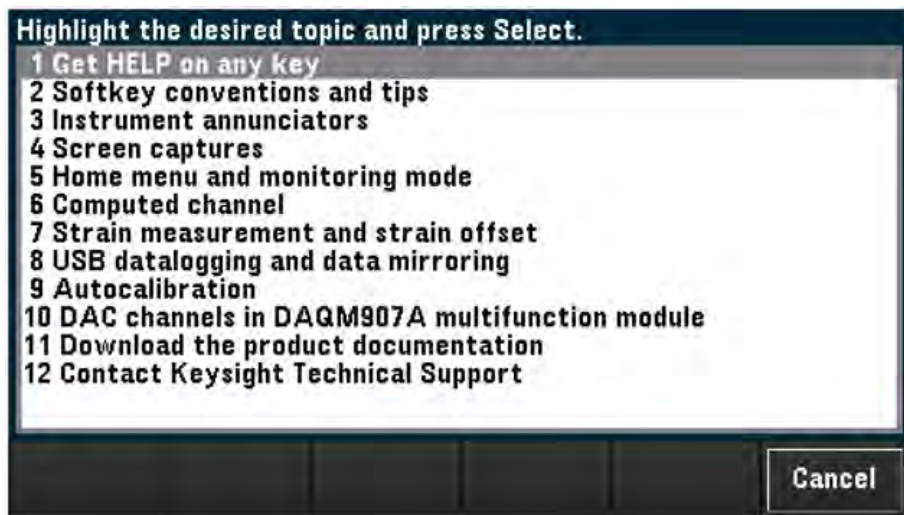 Highlight the desired topic and press Select.
1 Get HELP on any key
2 Softkey conventions and tips
3 Instrument annunciators
4 Screen captures
5 Home menu and monitoring mode
6 Computed channel
7 Strain measurement and strain offset
8 USB datalogging and data mirroring
9 Autocalibration
10 DAC channels in DAQM907A multifunction module
11 Download the product documentation
12 Contact Keysight Technical Support
Cancel